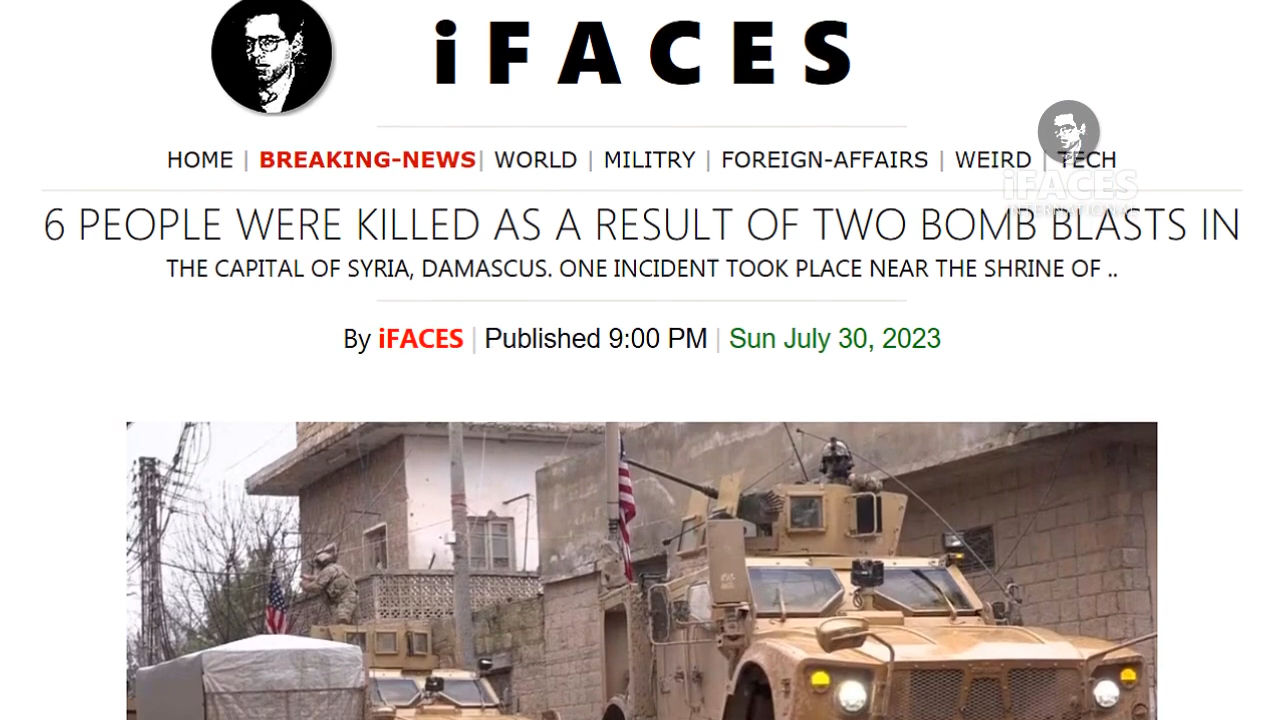 iFACES
HOME | BREAKING-NEWS | WORLD | MILITRY | FOREIGN-AFFAIRS | WEIRD | TECH
iFACES
INTERNATIONAL
6 PEOPLE WERE KILLED AS A RESULT OF TWO BOMB BLASTS IN
THE CAPITAL OF SYRIA, DAMASCUS. ONE INCIDENT TOOK PLACE NEAR THE SHRINE OF ..
By iFACES | Published 9:00 PM | Sun July 30, 2023